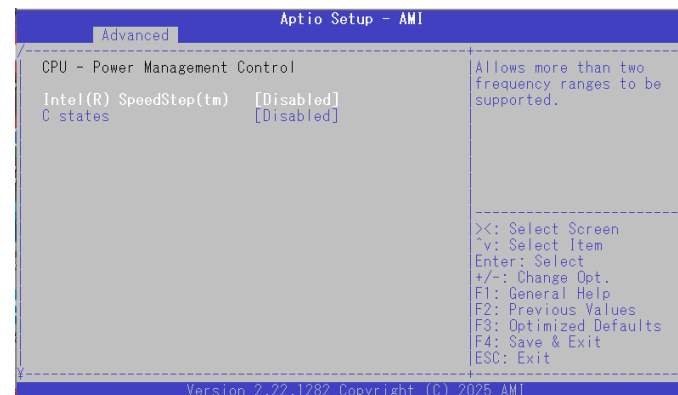 Aptio Setup - AMI
Advanced
CPU - Power Management Control
Intel(R) SpeedStep(tm) [Disabled]
C states [Disabled]
Allows more than two
frequency ranges to be
supported.
><: Select Screen
^v: Select Item
Enter: Select
+/-: Change Opt.
F1: General Help
F2: Previous Values
F3: Optimized Defaults
F4: Save & Exit
ESC: Exit
Version 2.22.1282 Copyright (C) 2025 AMI